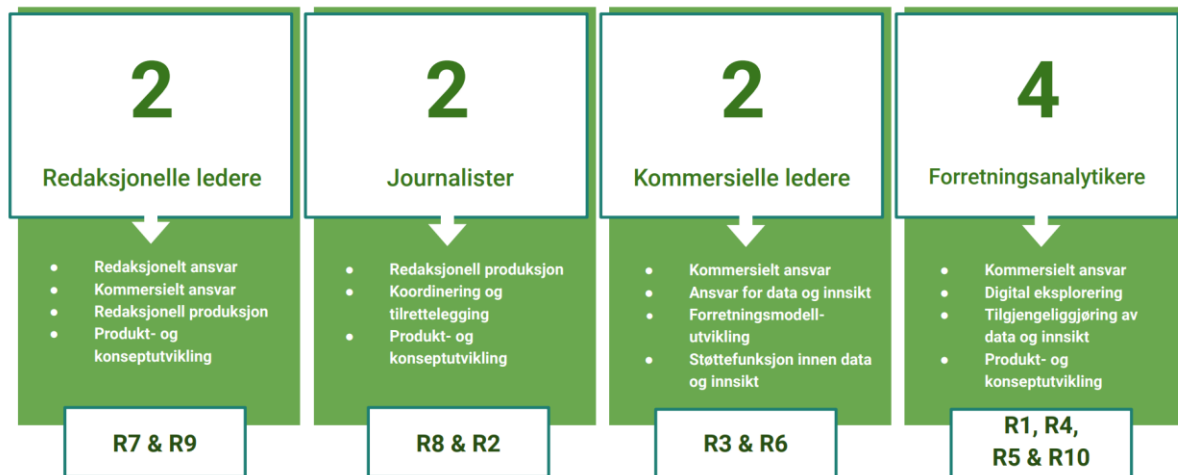 2
Redaksjonelle ledere
● Redaksjonelt ansvar
● Kommersielt ansvar
● Redaksjonell produksjon
● Produkt- og
konseptutvikling
R7 & R9
2
Journalister
● Redaksjonell produksjon
● Koordinering og
tilrettelegging
● Produkt- og
konseptutvikling
R8 & R2
2
Kommersielle ledere
● Kommersielt ansvar
● Ansvar for data og innsikt
● Forretningsmodell-
utvikling
● Støttefunksjon innen data
og innsikt
R3 & R6
4
Forretningsanalytikere
● Kommersielt ansvar
● Digital eksplorering
● Tilgjengeliggjøring av
data og innsikt
● Produkt- og
konseptutvikling
R1, R4,
R5 & R10